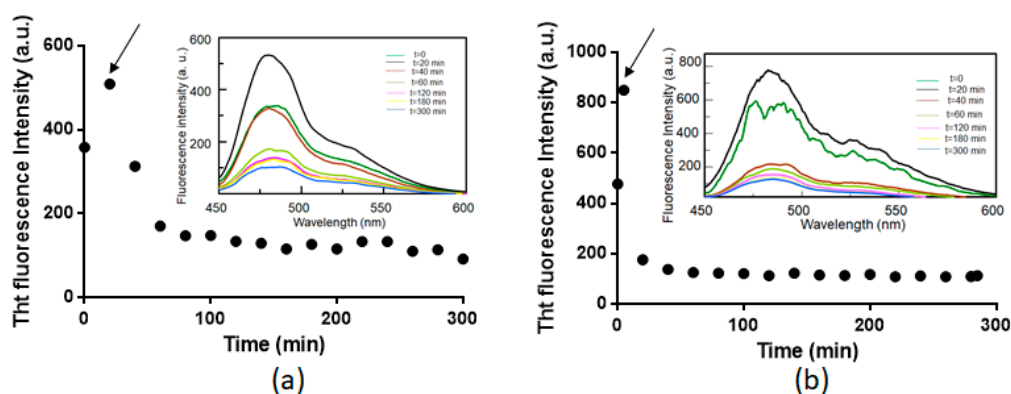 Tht fluorescence Intensity (a.u.)
600
400
200
0
0
100
200
300
Time (min)
Fluorescence Intensity (a. u.)
600
400
200
450
500
550
600
Wavelength (nm)
t=0
t=20 min
t=40 min
t=60 min
t=120 min
t=180 min
t=300 min
(a)
Tht fluorescence Intensity (a.u.)
1000
800
600
400
200
0
0
100
200
300
Time (min)
Fluorescence Intensity (a.u.)
800
600
400
200
450
500
550
600
Wavelength (nm)
t=0
t=20 min
t=40 min
t=60 min
t=120 min
t=180 min
t=300 min
(b)